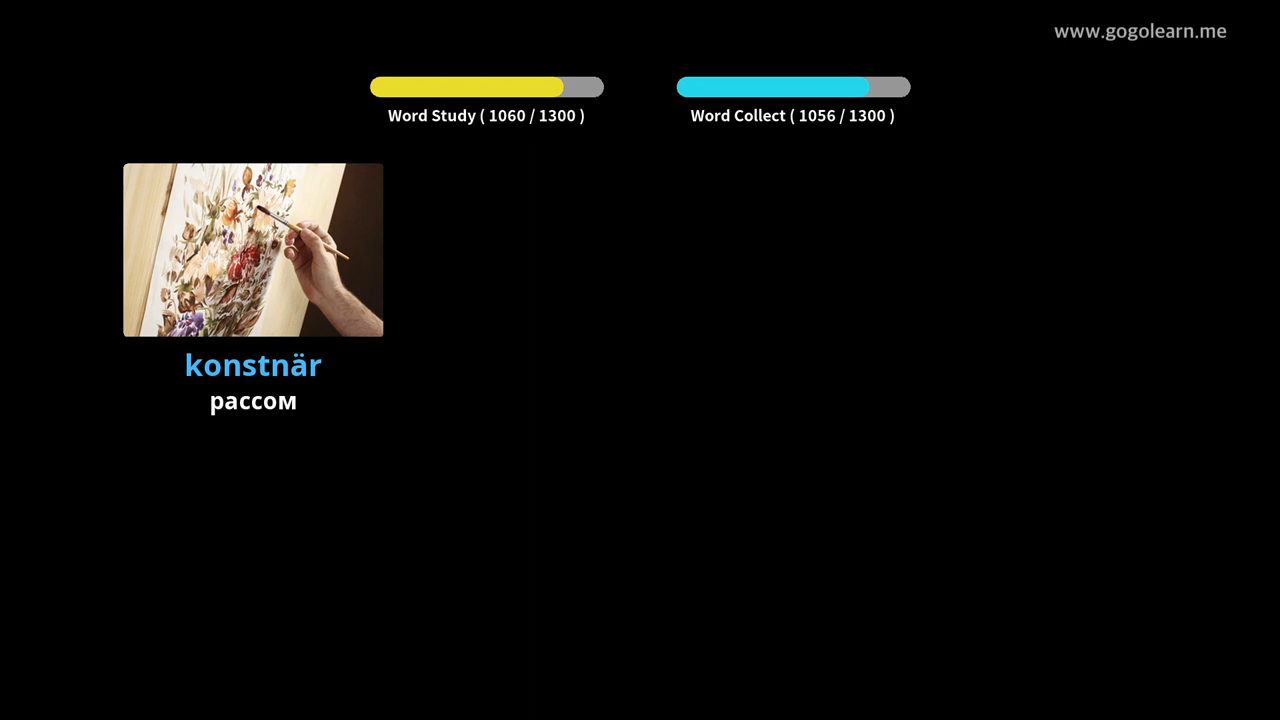 www.gogolearn.me
Word Study ( 1060 / 1300 )
Word Collect ( 1056 / 1300 )
konstnär
рассом